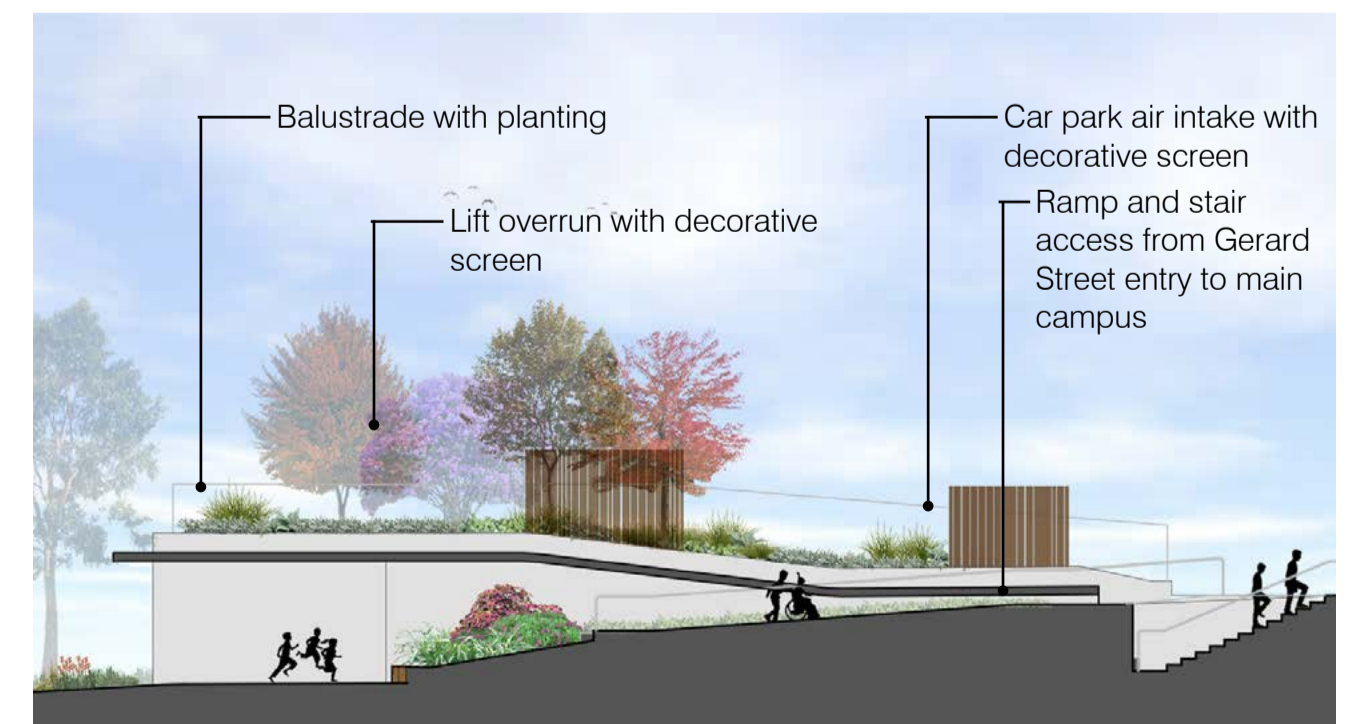 Balustrade with planting
Lift overrun with decorative
screen
Car park air intake with
decorative screen
Ramp and stair
access from Gerard
Street entry to main
campus